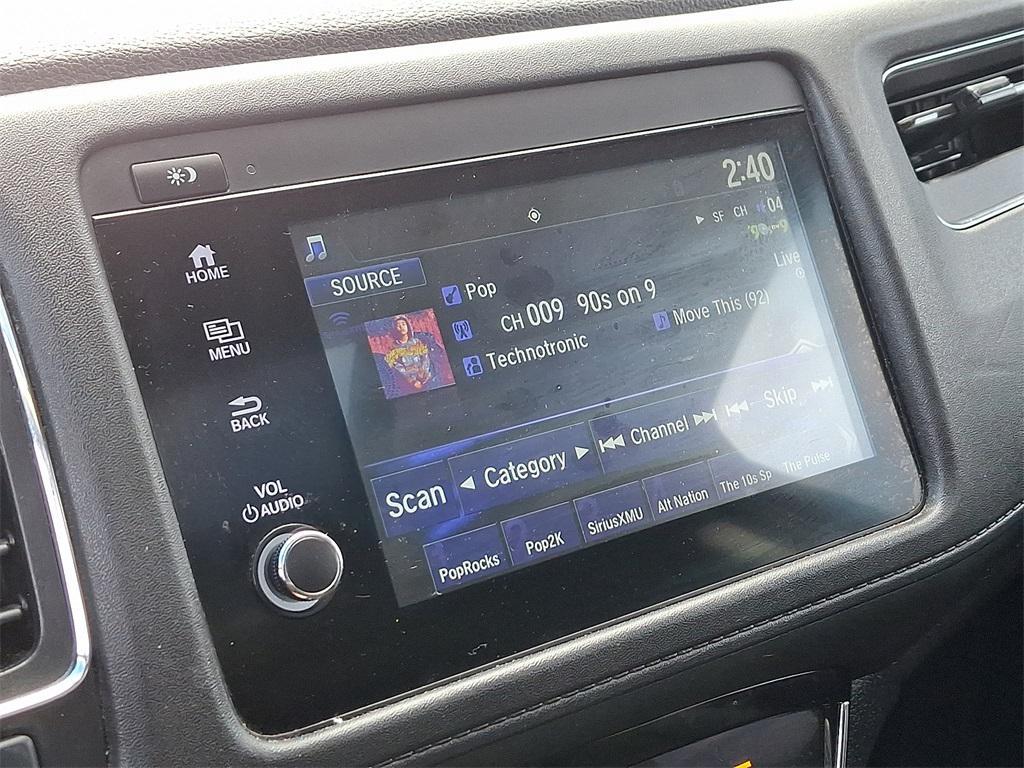 2:40
SF CH 04
HOME
SOURCE
Pop
Live
CH 009 90s on 9
Move This (92)
MENU
Technotronic
BACK
Scan
Category
Channel
Skip
VOL
AUDIO
PopRocks
Pop2K
SiriusXMU
Alt Nation
The 10s Sp
The Pulse